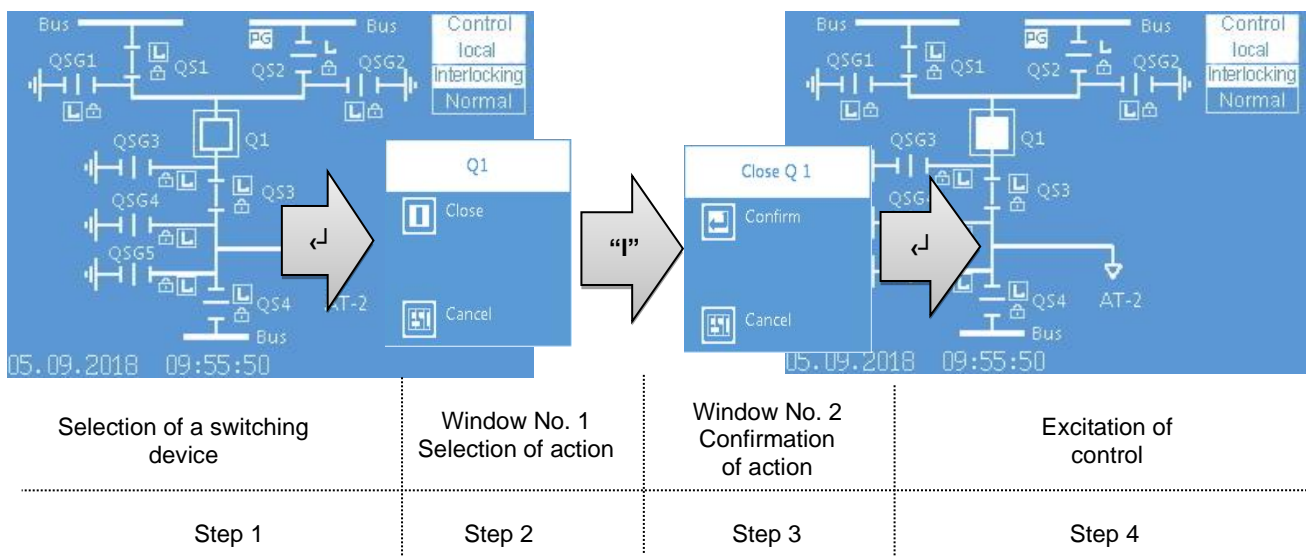 Bus
PG
Bus
Control
local
Interlocking
Normal
QSG1
L
QS1
QS2
L
QSG2
L
L
Q1
QSG3
L
L
QS3
QSG4
L
QSG5
L
L
QS4
AT-2
Bus
05.09.2018 09:55:50
↵
Q1
Close
Cancel
“I”
Close Q 1
Confirm
Cancel
↵
Bus
PG
Bus
Control
local
Interlocking
Normal
QSG1
L
QS1
QS2
L
QSG2
L
L
Q1
QSG3
L
L
QS3
QSG
L
QS4
AT-2
Bus
05.09.2018 09:55:50
Selection of a switching
device
Window No. 1
Selection of action
Window No. 2
Confirmation
of action
Excitation of
control
Step 1
Step 2
Step 3
Step 4